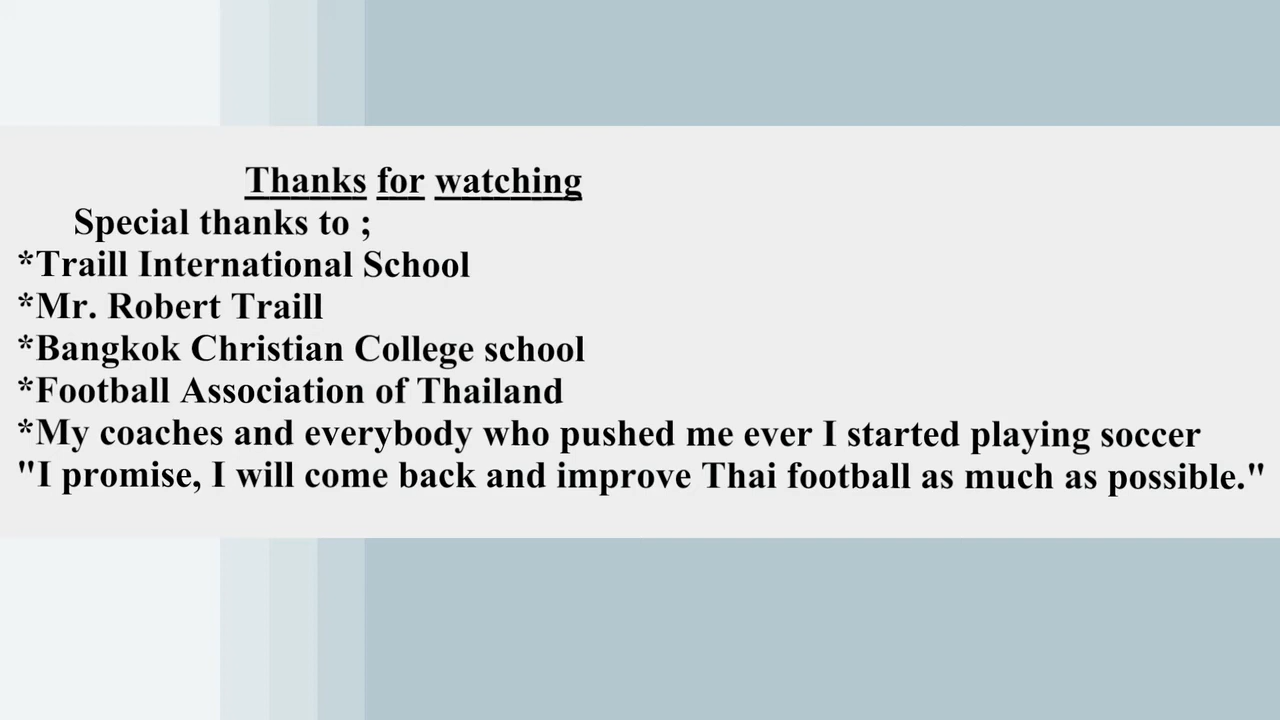 Thanks for watching
Special thanks to ;
*Traill International School
*Mr. Robert Traill
*Bangkok Christian College school
*Football Association of Thailand
*My coaches and everybody who pushed me ever I started playing soccer
"I promise, I will come back and improve Thai football as much as possible."